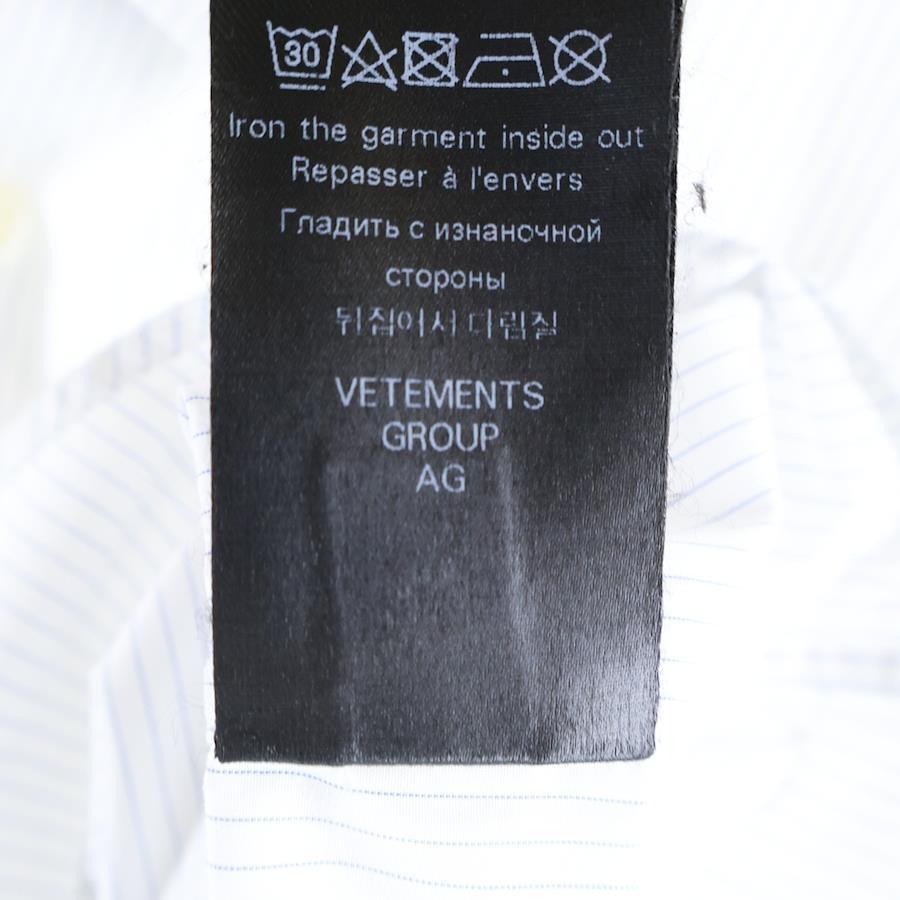 30
Iron the garment inside out
Repasser à l'envers
Гладить с изнаночной
стороны
뒤집어서 다림질
VETEMENTS
GROUP
AG